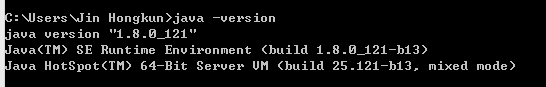 C:\Users\Jin Hongkun>java -version
java version "1.8.0_121"
Java(TM) SE Runtime Environment (build 1.8.0_121-b13)
Java HotSpot(TM) 64-Bit Server VM (build 25.121-b13, mixed mode)